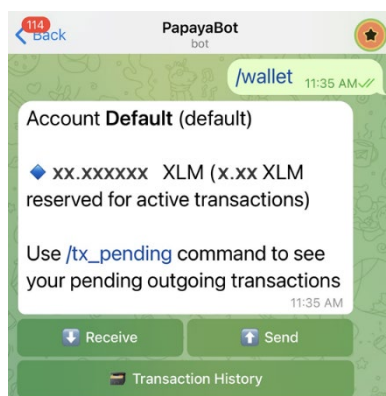 114
Back
PapayaBot
bot
/wallet 11:35 AM
Account Default (default)
xx.xxxxxx XLM (x.xx XLM
reserved for active transactions)
Use /tx_pending command to see
your pending outgoing transactions
11:35 AM
Receive
Send
Transaction History